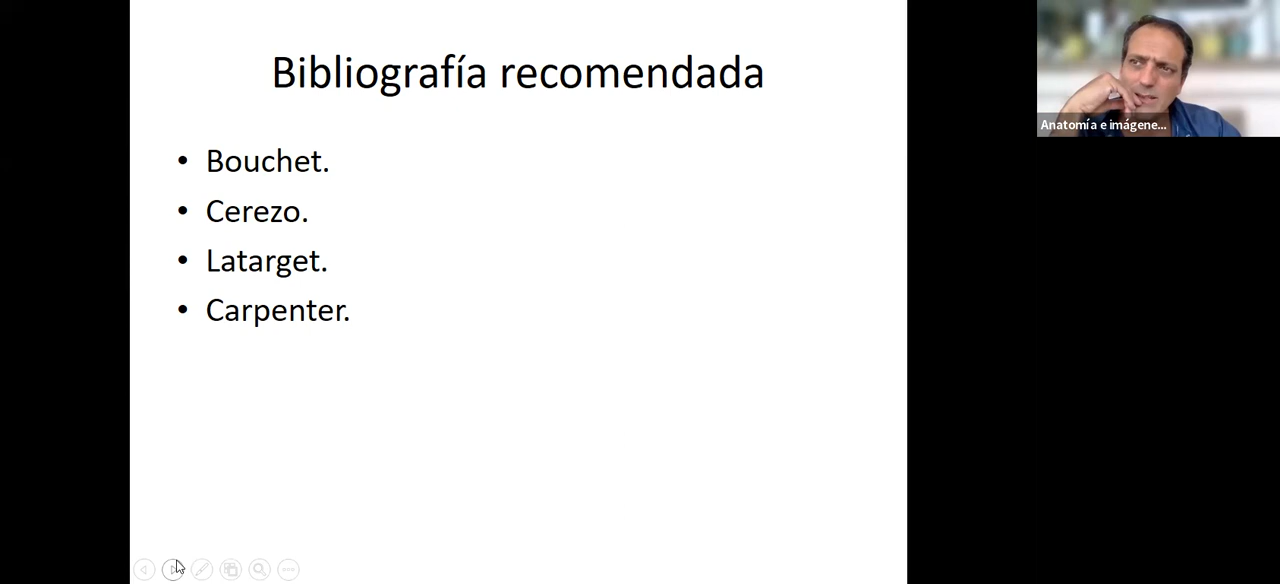 Bibliografía recomendada
• Bouchet.
• Cerezo.
• Latarget.
• Carpenter.
Anatomía e imágene...